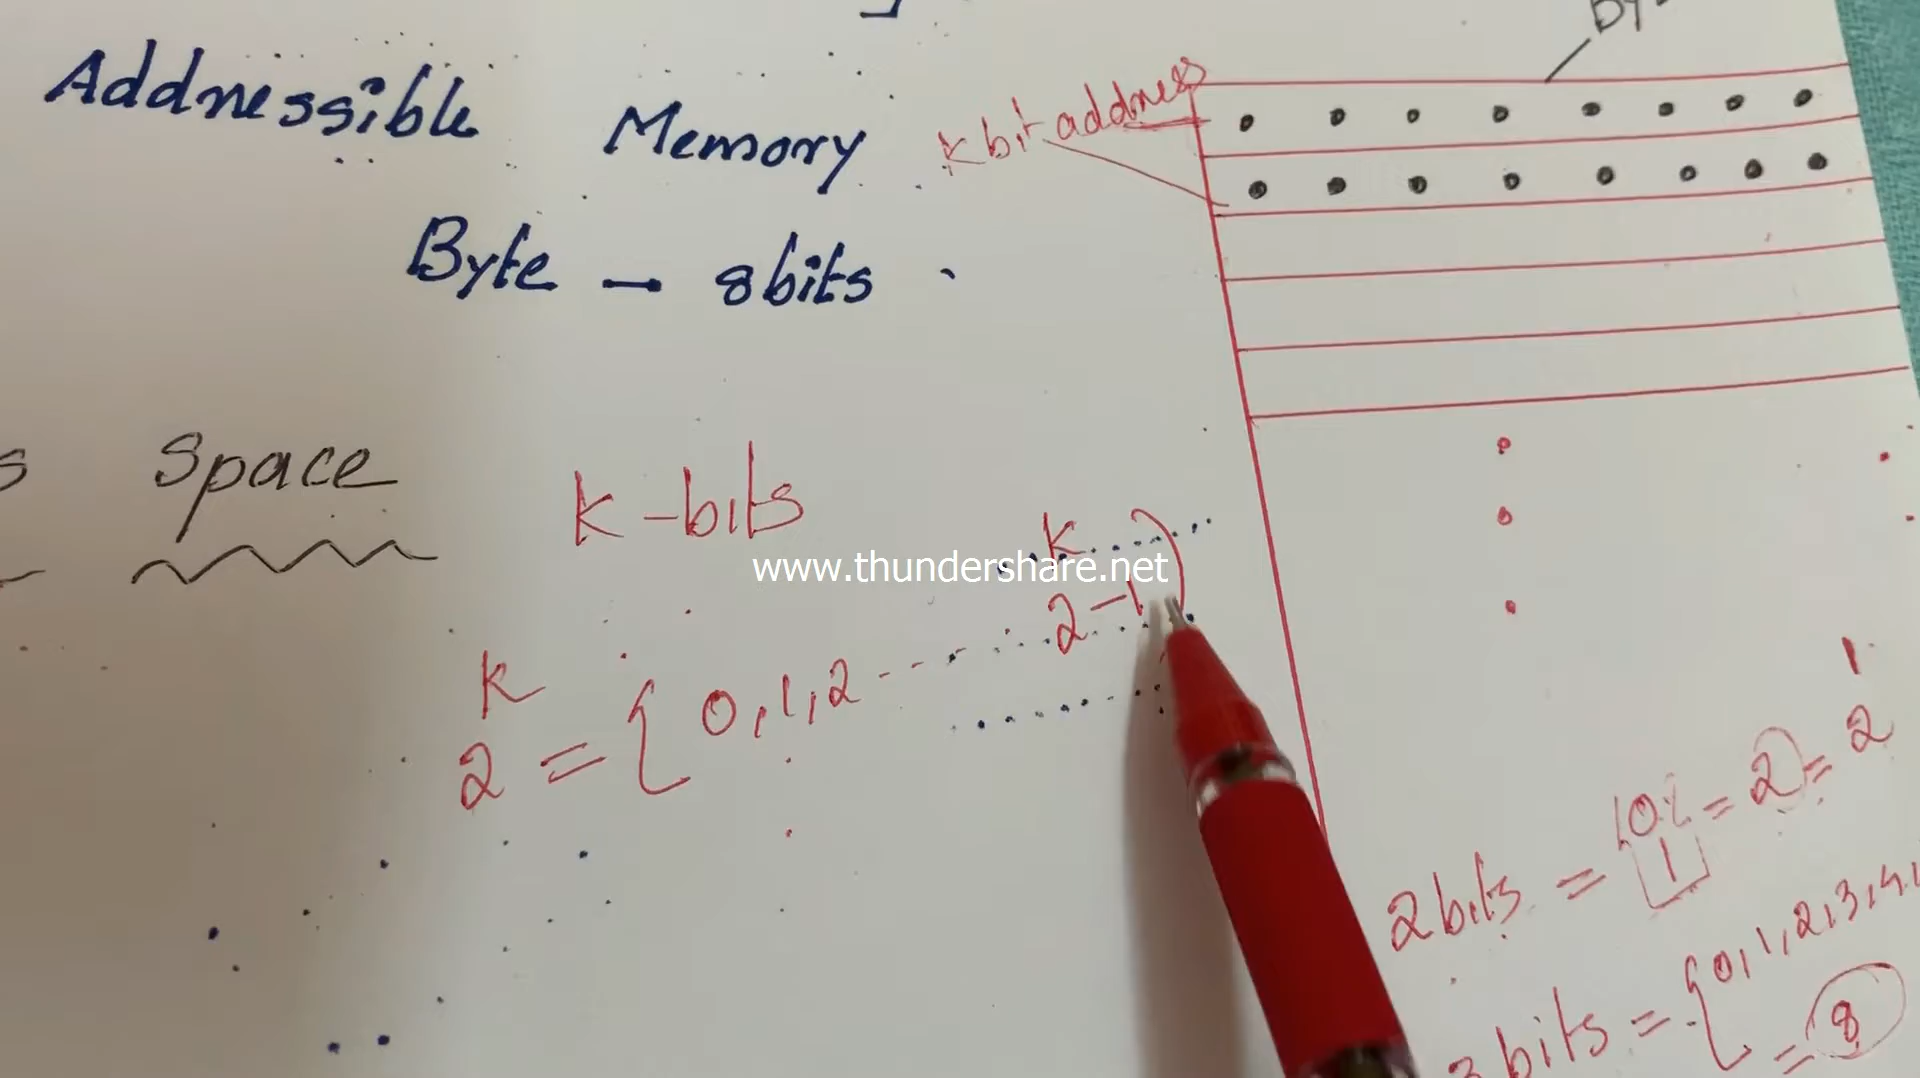 Addressible Memory
Byte - 8bits
k bit address
Space
k-bits
2^k = {0,1,2 ----- 2^k-1)
www.thundershare.net
2bits = {0,1} = 2 = 2^1
3bits = {0,1,2,3,4,
= 8